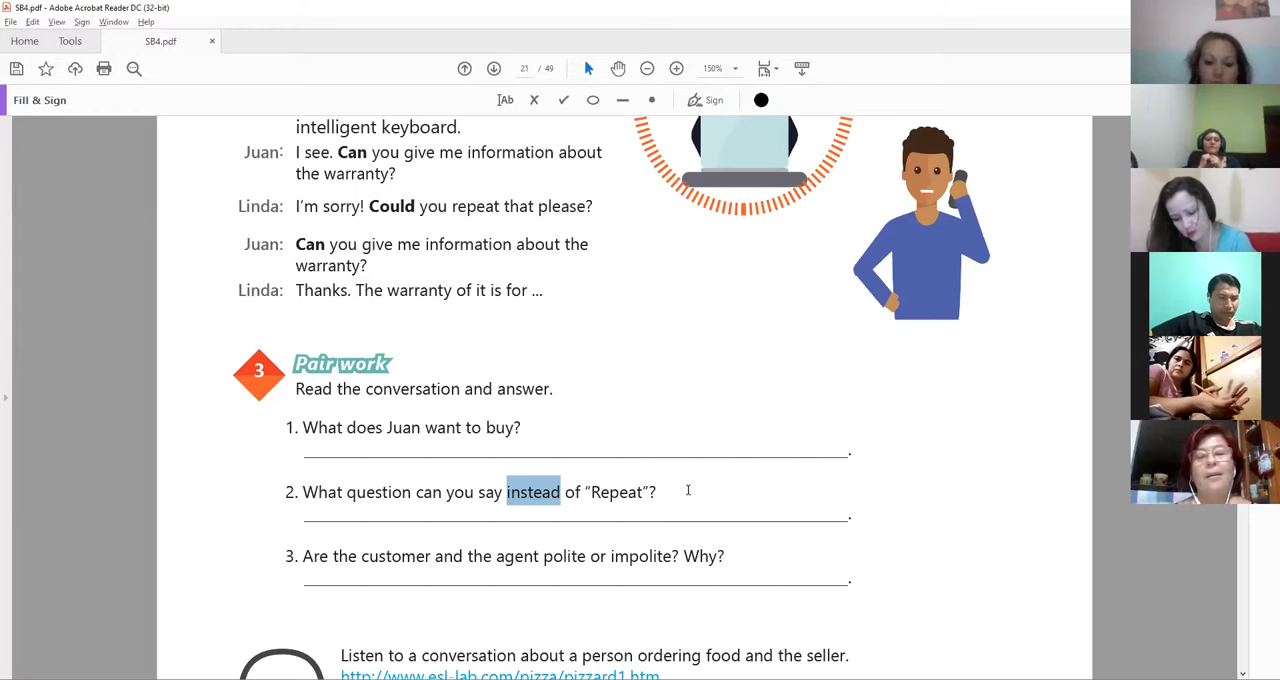 SB4.pdf - Adobe Acrobat Reader DC (32-bit)
File Edit View Sign Window Help
Home Tools SB4.pdf ×
21 / 49 150%
Fill & Sign Ab Sign
intelligent keyboard.
Juan: I see. Can you give me information about
the warranty?
Linda: I'm sorry! Could you repeat that please?
Juan: Can you give me information about the
warranty?
Linda: Thanks. The warranty of it is for ...
3 Pair work
Read the conversation and answer.
1. What does Juan want to buy?
2. What question can you say instead of “Repeat”?
3. Are the customer and the agent polite or impolite? Why?
Listen to a conversation about a person ordering food and the seller.
http://www.esl-lab.com/pizza/pizzard1.htm